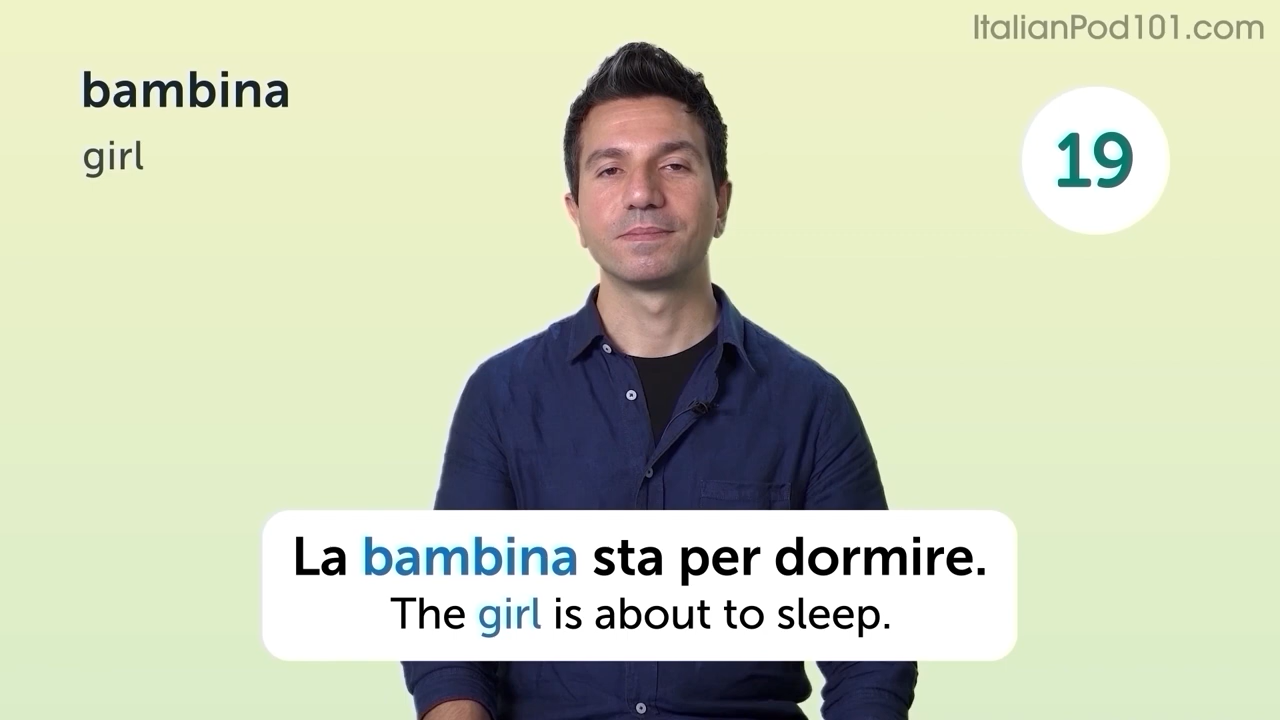 ItalianPod101.com
bambina
girl
19
La bambina sta per dormire.
The girl is about to sleep.